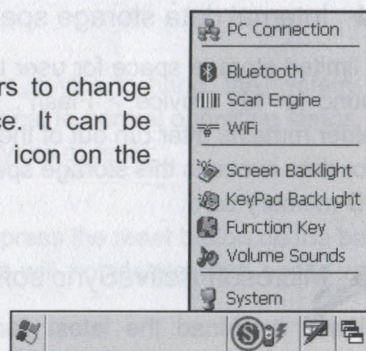 rs to change
e. It can be
icon on the
PC Connection
Bluetooth
Scan Engine
WiFi
Screen Backlight
KeyPad BackLight
Function Key
Volume Sounds
System